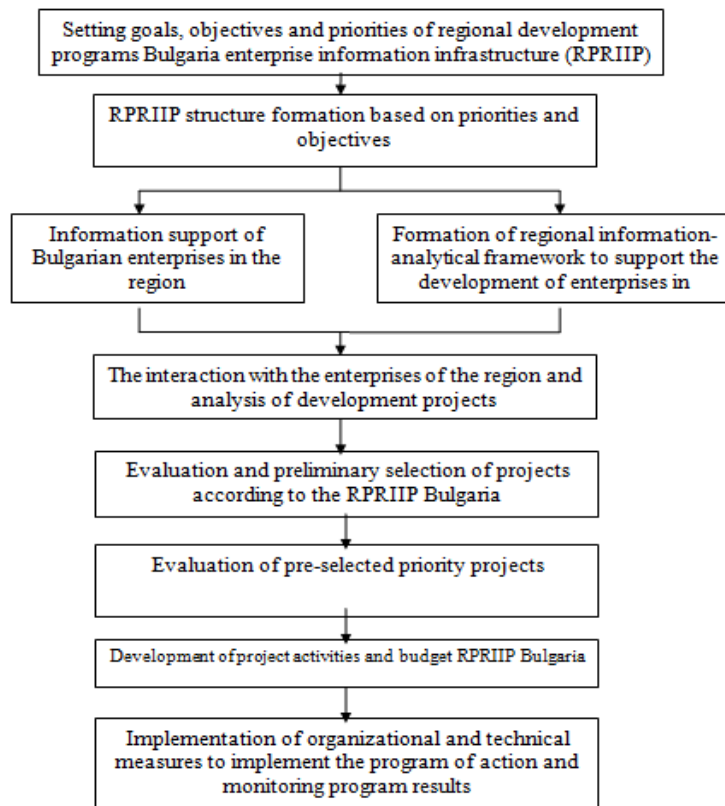 Setting goals, objectives and priorities of regional development
programs Bulgaria enterprise information infrastructure (RPRIIP)
RPRIIP structure formation based on priorities and
objectives
Information support of
Bulgarian enterprises in the
region
Formation of regional information-
analytical framework to support the
development of enterprises in
The interaction with the enterprises of the region and
analysis of development projects
Evaluation and preliminary selection of projects
according to the RPRIIP Bulgaria
Evaluation of pre-selected priority projects
Development of project activities and budget RPRIIP Bulgaria
Implementation of organizational and technical
measures to implement the program of action and
monitoring program results